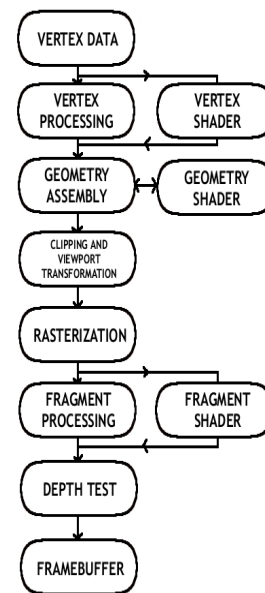 VERTEX DATA
VERTEX
PROCESSING
VERTEX
SHADER
GEOMETRY
ASSEMBLY
GEOMETRY
SHADER
CLIPPING AND
VIEWPORT
TRANSFORMATION
RASTERIZATION
FRAGMENT
PROCESSING
FRAGMENT
SHADER
DEPTH TEST
FRAMEBUFFER